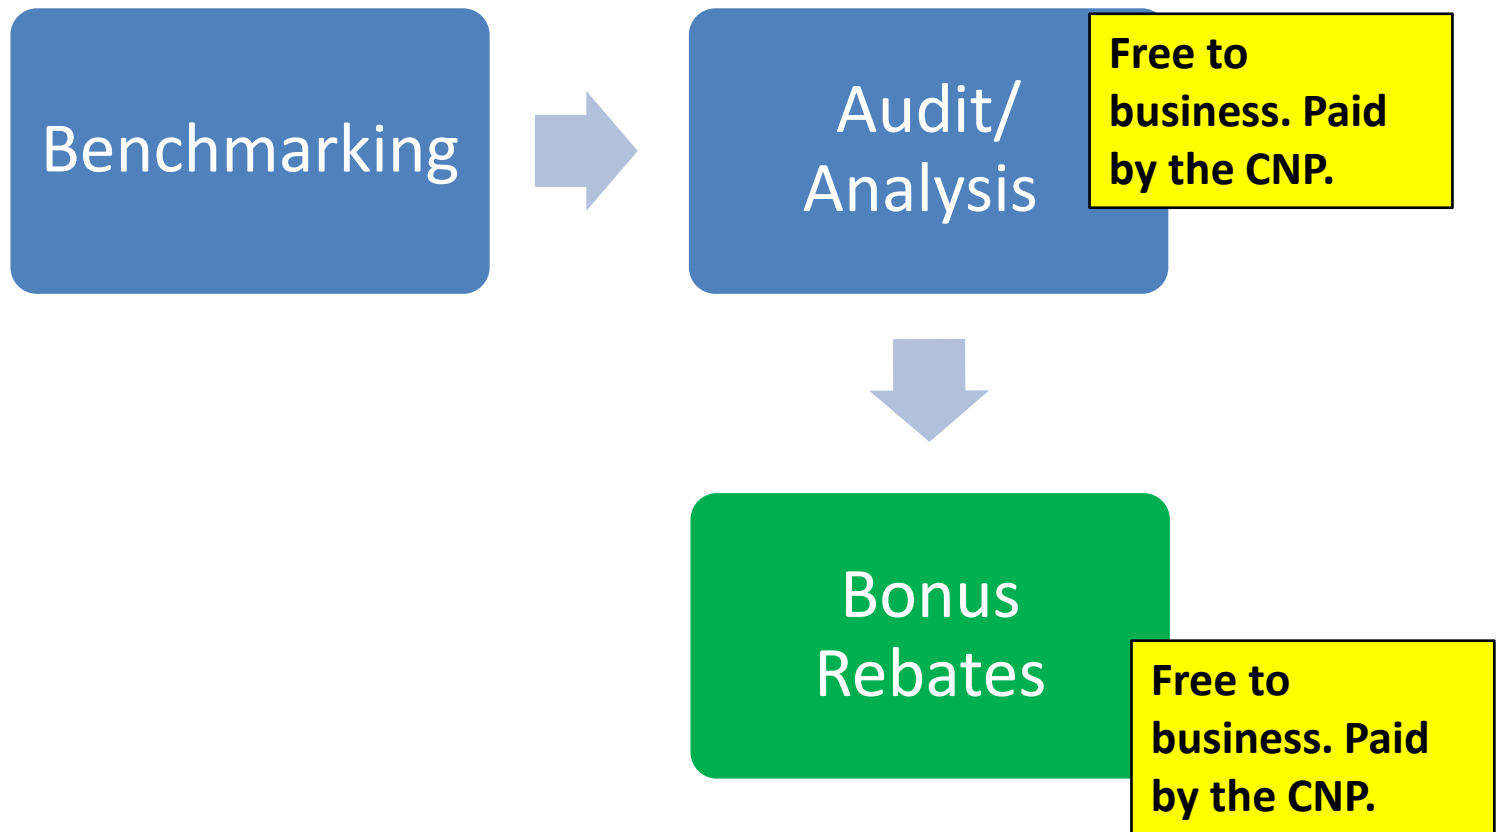 Benchmarking
Audit/
Analysis
Free to
business. Paid
by the CNP.
Bonus
Rebates
Free to
business. Paid
by the CNP.